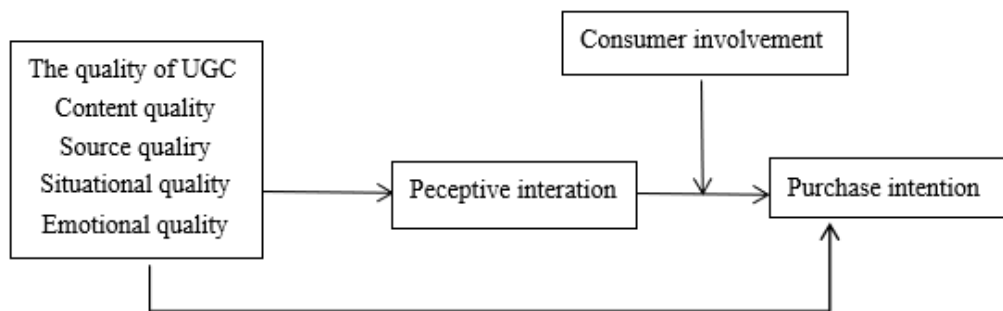 Consumer involvement
The quality of UGC
Content quality
Source qualiry
Situational quality
Emotional quality
Peceptive interation
Purchase intention